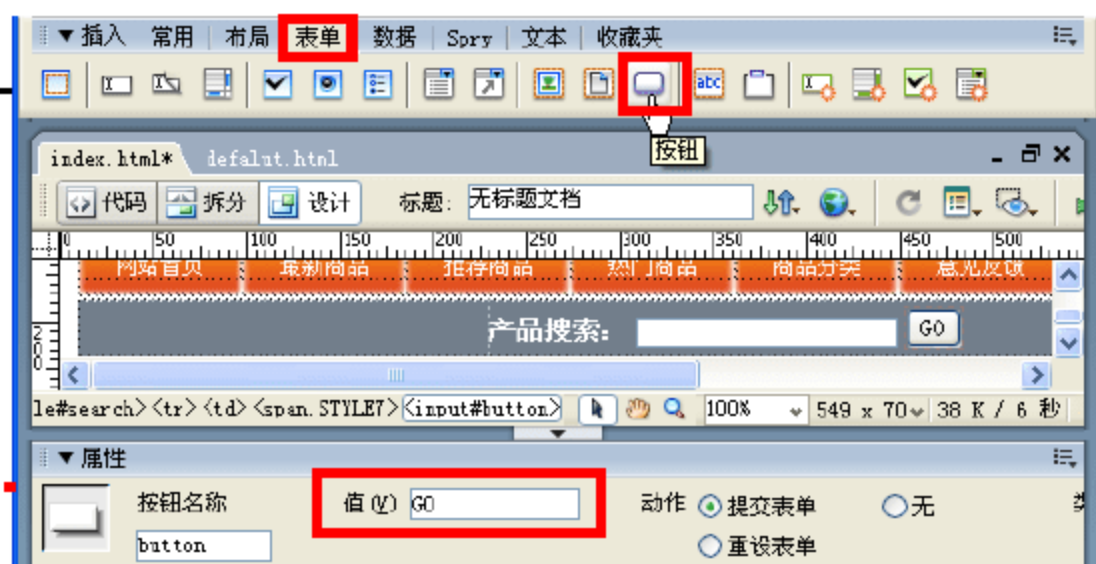 ▼插入 常用 布局 表单 数据 Spry 文本 收藏夹
abc
按钮
index.html* defalut.html
代码 拆分 设计 标题: 无标题文档
0 50 100 150 200 250 300 350 400 450 500
网站首页 最新商品 推荐商品 热门商品 商品分类 意见反馈
产品搜索: GO
200
le#search> <tr> <td> <span.STYLE7> <input#button> 100% 549 x 70 38 K / 6 秒
▼属性
按钮名称 值(V) GO 动作 提交表单 无
button 重设表单